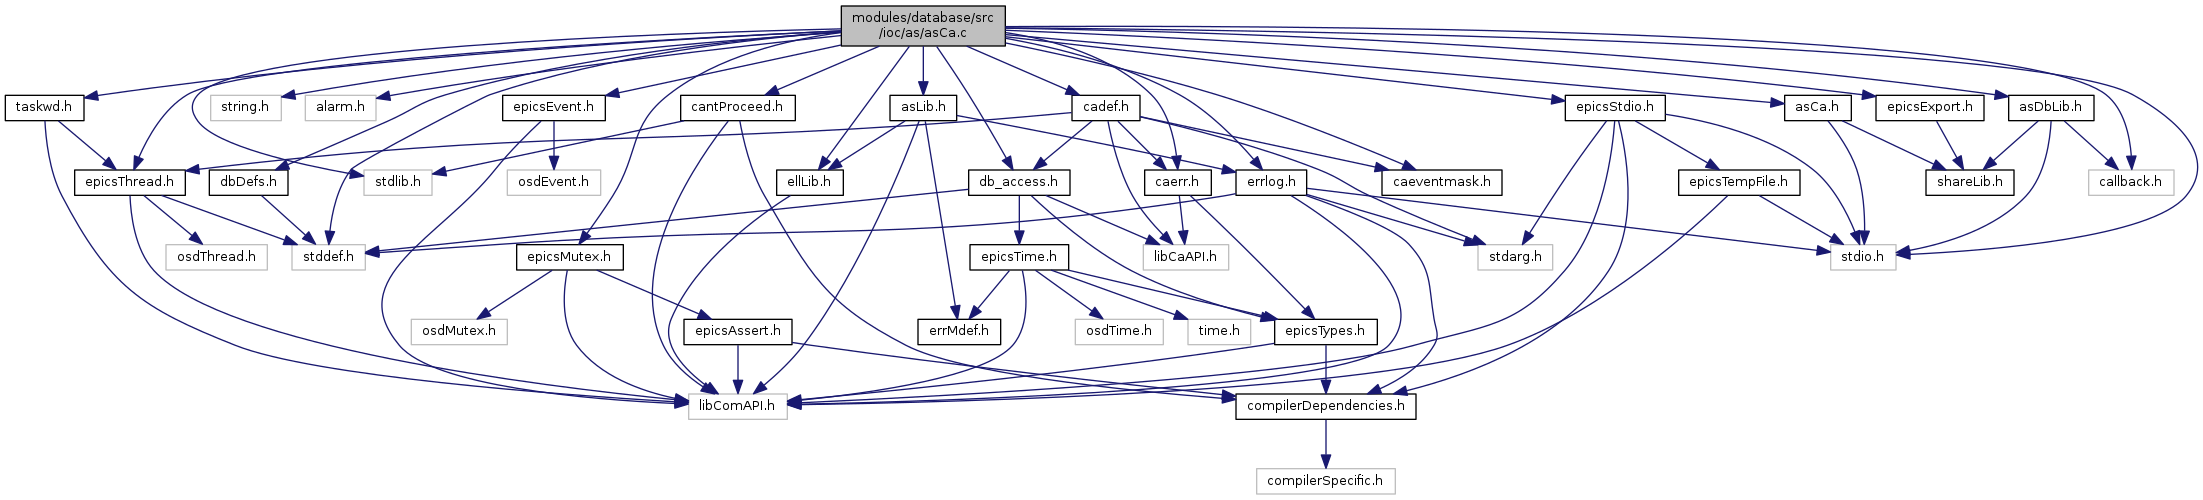 modules/database/src
/ioc/as/asCa.c
taskwd.h
string.h
alarm.h
epicsEvent.h
cantProceed.h
asLib.h
cadef.h
epicsStdio.h
asCa.h
epicsExport.h
asDbLib.h
epicsThread.h
dbDefs.h
stdlib.h
osdEvent.h
ellLib.h
db_access.h
caerr.h
errlog.h
caeventmask.h
epicsTempFile.h
shareLib.h
callback.h
osdThread.h
stddef.h
epicsMutex.h
epicsTime.h
libCaAPI.h
stdarg.h
stdio.h
osdMutex.h
epicsAssert.h
errMdef.h
osdTime.h
time.h
epicsTypes.h
libComAPI.h
compilerDependencies.h
compilerSpecific.h